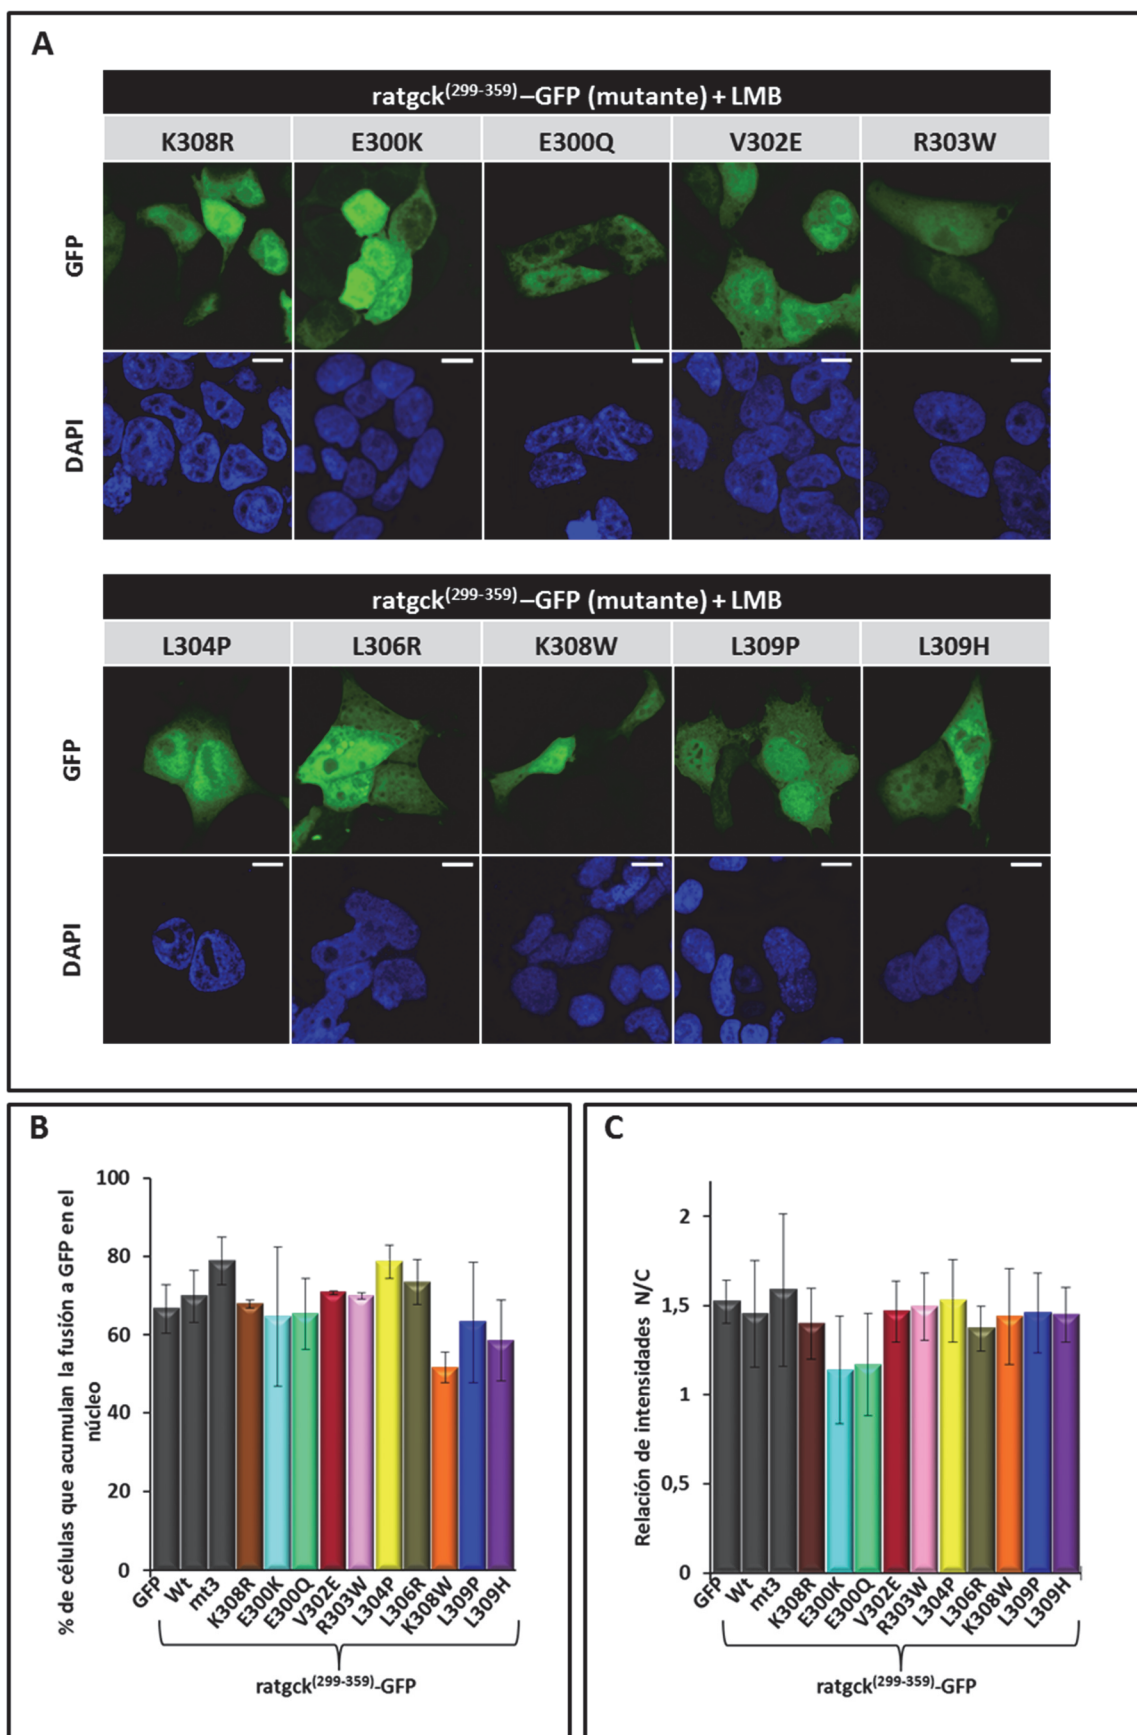 A
ratgck(299-359)–GFP (mutante) + LMB
K308R E300K E300Q V302E R303W
GFP
DAPI
ratgck(299-359)–GFP (mutante) + LMB
L304P L306R K308W L309P L309H
GFP
DAPI
B
% de células que acumulan la fusión a GFP en el
núcleo
100
80
60
40
20
0
GFP Wt mt3 K308R E300K E300Q V302E R303W L304P L306R K308W L309P L309H
ratgck(299-359)-GFP
C
Relación de intensidades N/C
2
1,5
1
0,5
0
GFP Wt mt3 K308R E300K E300Q V302E R303W L304P L306R K308W L309P L309H
ratgck(299-359)-GFP